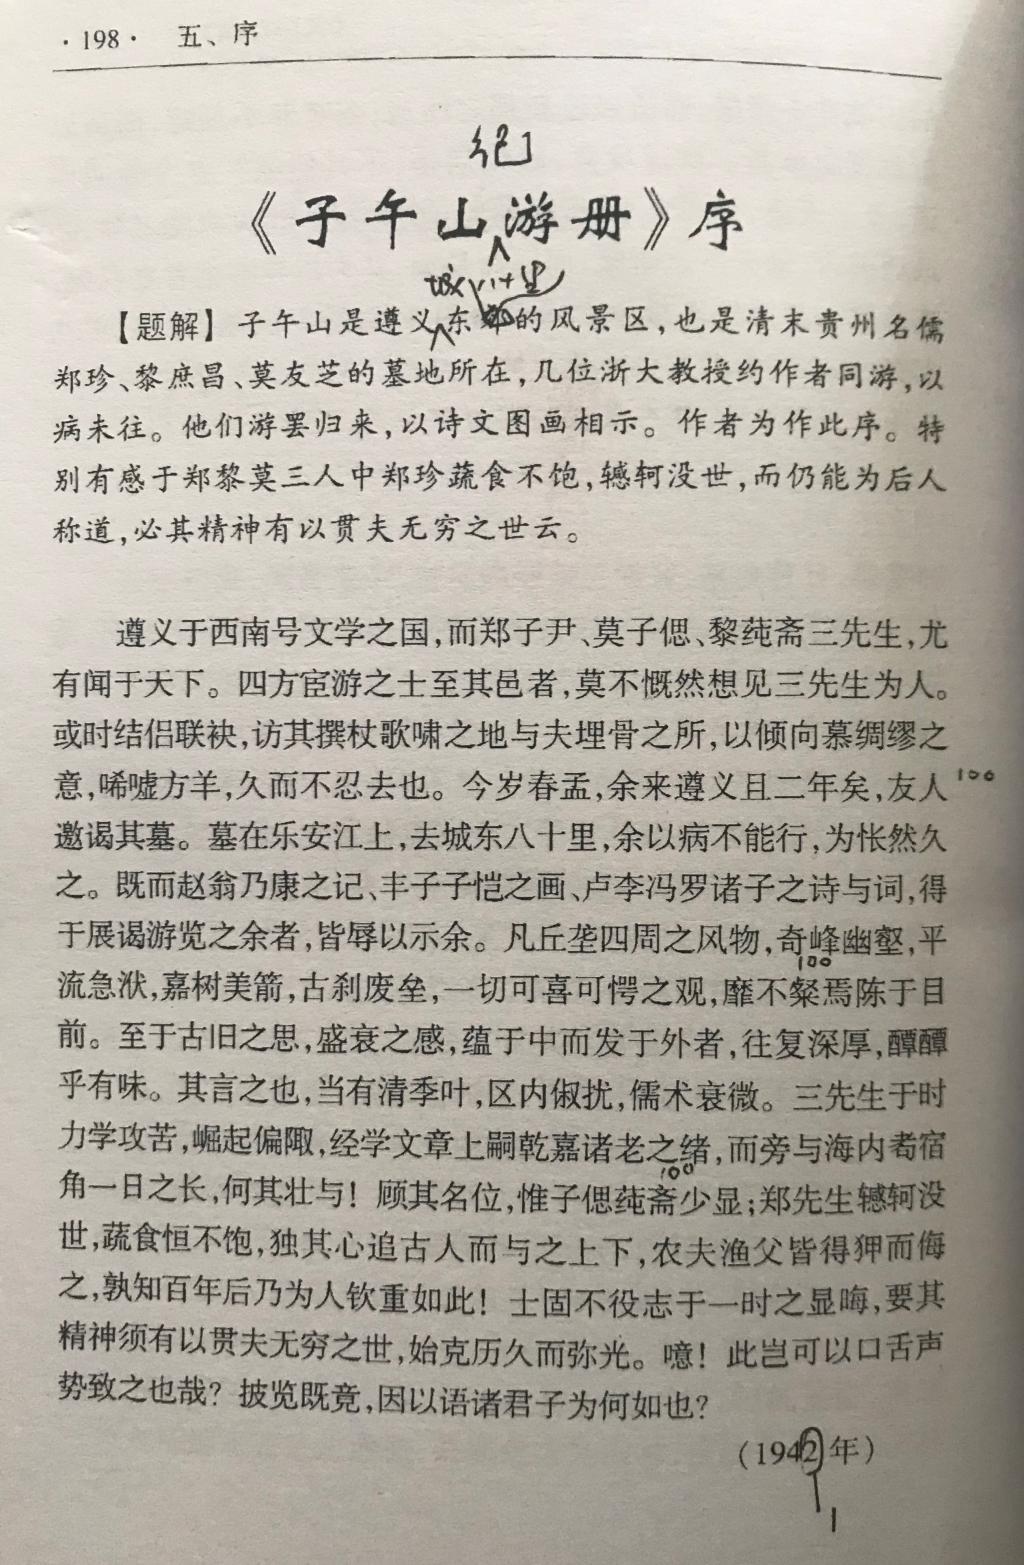 ·198· 五、序
纪
《子午山游册》序
城 八十里
【题解】子午山是遵义东郊的风景区,也是清末贵州名儒
郑珍、黎庶昌、莫友芝的墓地所在,几位浙大教授约作者同游,以
病未往。他们游罢归来,以诗文图画相示。作者为作此序。特
别有感于郑黎莫三人中郑珍蔬食不饱,轗轲没世,而仍能为后人
称道,必其精神有以贯夫无穷之世云。
遵义于西南号文学之国,而郑子尹、莫子偲、黎莼斋三先生,尤
有闻于天下。四方宦游之士至其邑者,莫不慨然想见三先生为人。
或时结侣联袂,访其撰杖歌啸之地与夫埋骨之所,以倾向慕绸缪之
意,唏嘘方羊,久而不忍去也。今岁春孟,余来遵义且二年矣,友人 100
邀谒其墓。墓在乐安江上,去城东八十里,余以病不能行,为怅然久
之。既而赵翁乃康之记、丰子子恺之画、卢李冯罗诸子之诗与词,得
于展谒游览之余者,皆辱以示余。凡丘垄四周之风物,奇峰幽壑,平
100
流急洑,嘉树美箭,古刹废垒,一切可喜可愕之观,靡不粲焉陈于目
前。至于古旧之思,盛衰之感,蕴于中而发于外者,往复深厚,醰醰
乎有味。其言之也,当有清季叶,区内俶扰,儒术衰微。三先生于时
力学攻苦,崛起偏陬,经学文章上嗣乾嘉诸老之绪,而旁与海内耇宿
100
角一日之长,何其壮与!顾其名位,惟子偲莼斋少显;郑先生轗轲没
世,蔬食恒不饱,独其心追古人而与之上下,农夫渔父皆得狎而侮
之,孰知百年后乃为人钦重如此!士固不役志于一时之显晦,要其
精神须有以贯夫无穷之世,始克历久而弥光。噫!此岂可以口舌声
势致之也哉?披览既竟,因以语诸君子为何如也?
(1942年)
1